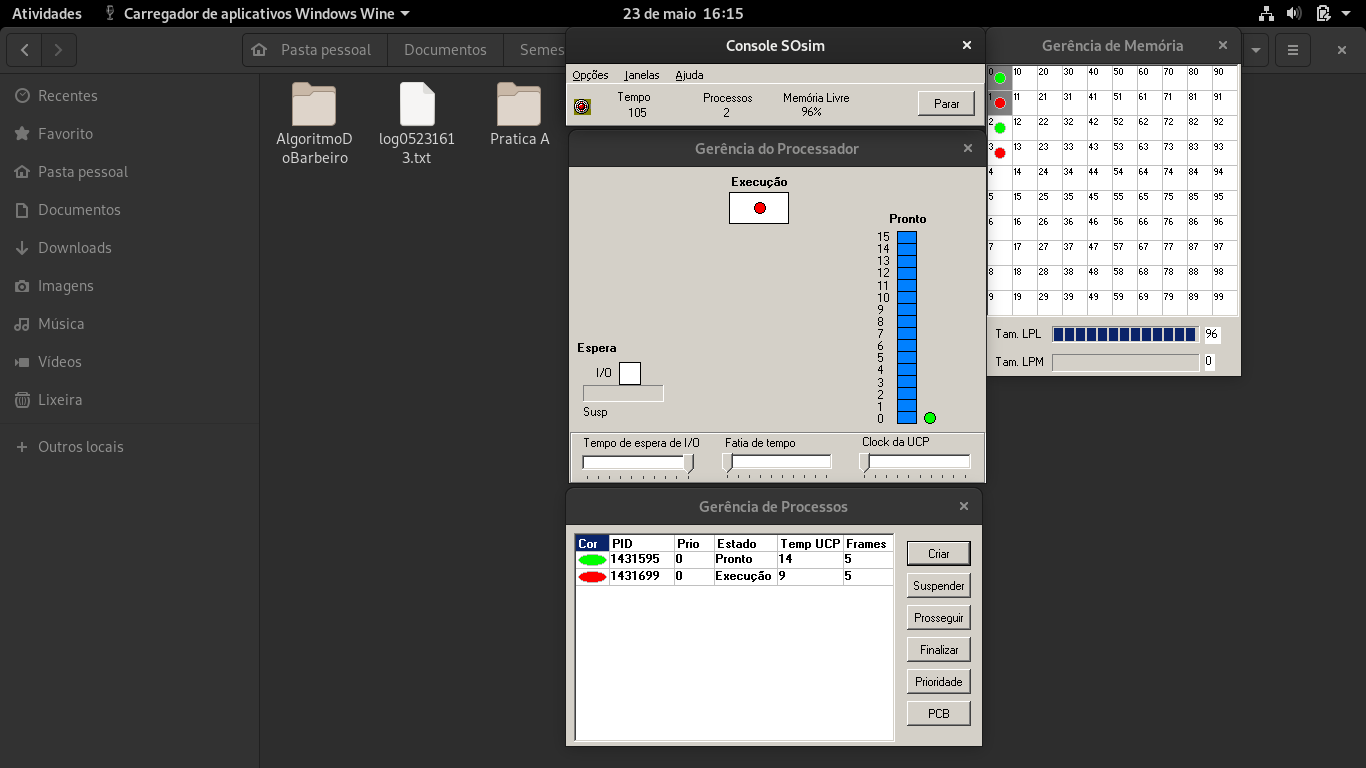 Atividades
Carregador de aplicativos Windows Wine
23 de maio 16:15
Pasta pessoal
Documentos
Semes
Recentes
Favorito
Pasta pessoal
Documentos
Downloads
Imagens
Música
Vídeos
Lixeira
Outros locais
AlgoritmoD
oBarbeiro
log0523161
3.txt
Pratica A
Console SOsim
Opções Janelas Ajuda
Tempo Processos Memória Livre
105 2 96%
Parar
Gerência do Processador
Execução
Pronto
15
14
13
12
11
10
9
8
7
6
5
4
3
2
1
0
Espera
I/O
Susp
Tempo de espera de I/O Fatia de tempo Clock da UCP
Gerência de Memória
0 10 20 30 40 50 60 70 80 90
1 11 21 31 41 51 61 71 81 91
2 12 22 32 42 52 62 72 82 92
3 13 23 33 43 53 63 73 83 93
4 14 24 34 44 54 64 74 84 94
5 15 25 35 45 55 65 75 85 95
6 16 26 36 46 56 66 76 86 96
7 17 27 37 47 57 67 77 87 97
8 18 28 38 48 58 68 78 88 98
9 19 29 39 49 59 69 79 89 99
Tam. LPL 96
Tam. LPM 0
Gerência de Processos
Cor PID Prio Estado Temp UCP Frames
1431595 0 Pronto 14 5
1431699 0 Execução 9 5
Criar
Suspender
Prosseguir
Finalizar
Prioridade
PCB